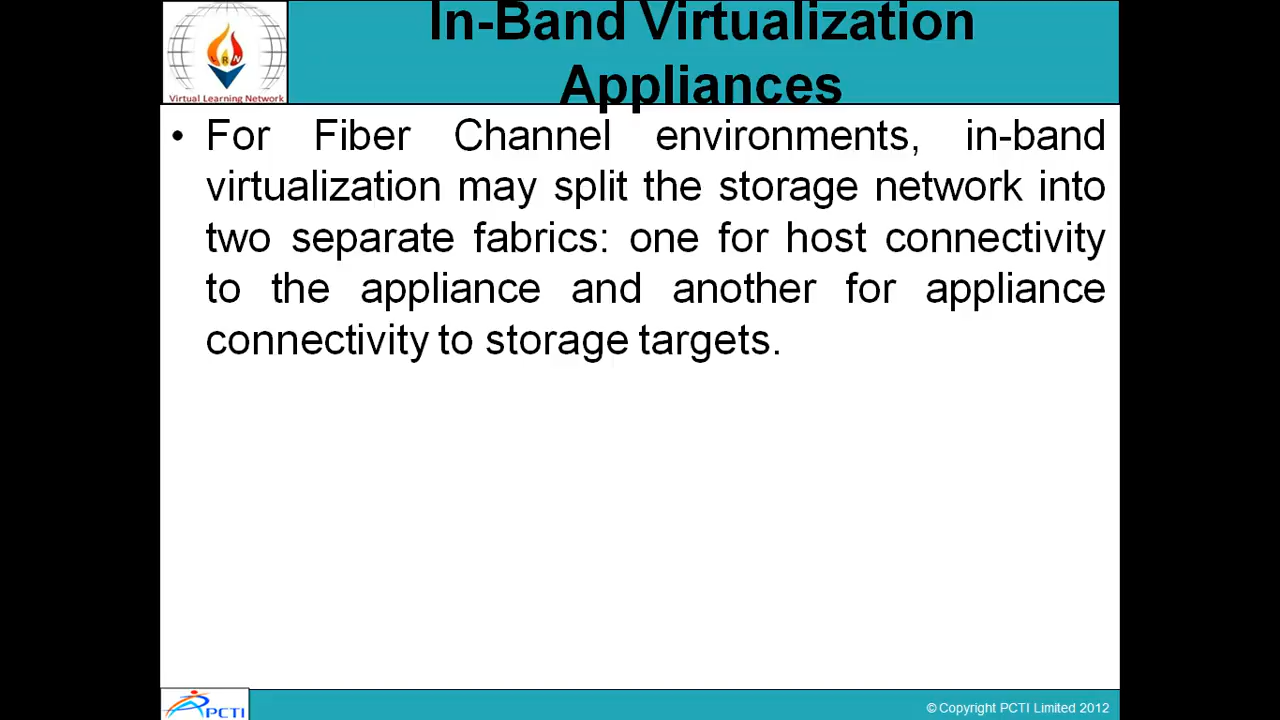 In-Band Virtualization
Appliances
LRN
Virtual Learning Network
• For Fiber Channel environments, in-band
virtualization may split the storage network into
two separate fabrics: one for host connectivity
to the appliance and another for appliance
connectivity to storage targets.
PCTI
© Copyright PCTI Limited 2012